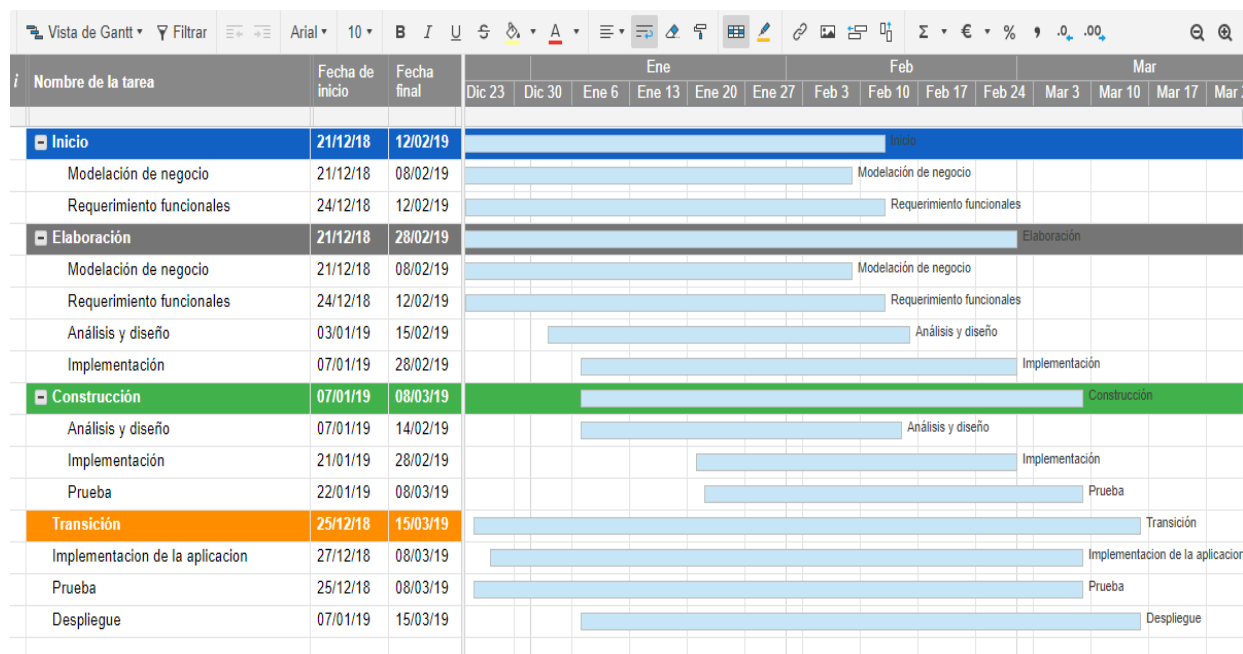 Vista de Gantt Filtrar Arial 10 B I U S A Σ € % , .0 .00
i Nombre de la tarea Fecha de inicio Fecha final
Ene Feb Mar
Dic 23 Dic 30 Ene 6 Ene 13 Ene 20 Ene 27 Feb 3 Feb 10 Feb 17 Feb 24 Mar 3 Mar 10 Mar 17 Mar
Inicio 21/12/18 12/02/19 Inicio
Modelación de negocio 21/12/18 08/02/19 Modelación de negocio
Requerimiento funcionales 24/12/18 12/02/19 Requerimiento funcionales
Elaboración 21/12/18 28/02/19 Elaboración
Modelación de negocio 21/12/18 08/02/19 Modelación de negocio
Requerimiento funcionales 24/12/18 12/02/19 Requerimiento funcionales
Análisis y diseño 03/01/19 15/02/19 Análisis y diseño
Implementación 07/01/19 28/02/19 Implementación
Construcción 07/01/19 08/03/19 Construcción
Análisis y diseño 07/01/19 14/02/19 Análisis y diseño
Implementación 21/01/19 28/02/19 Implementación
Prueba 22/01/19 08/03/19 Prueba
Transición 25/12/18 15/03/19 Transición
Implementacion de la aplicacion 27/12/18 08/03/19 Implementacion de la aplicacion
Prueba 25/12/18 08/03/19 Prueba
Despliegue 07/01/19 15/03/19 Despliegue